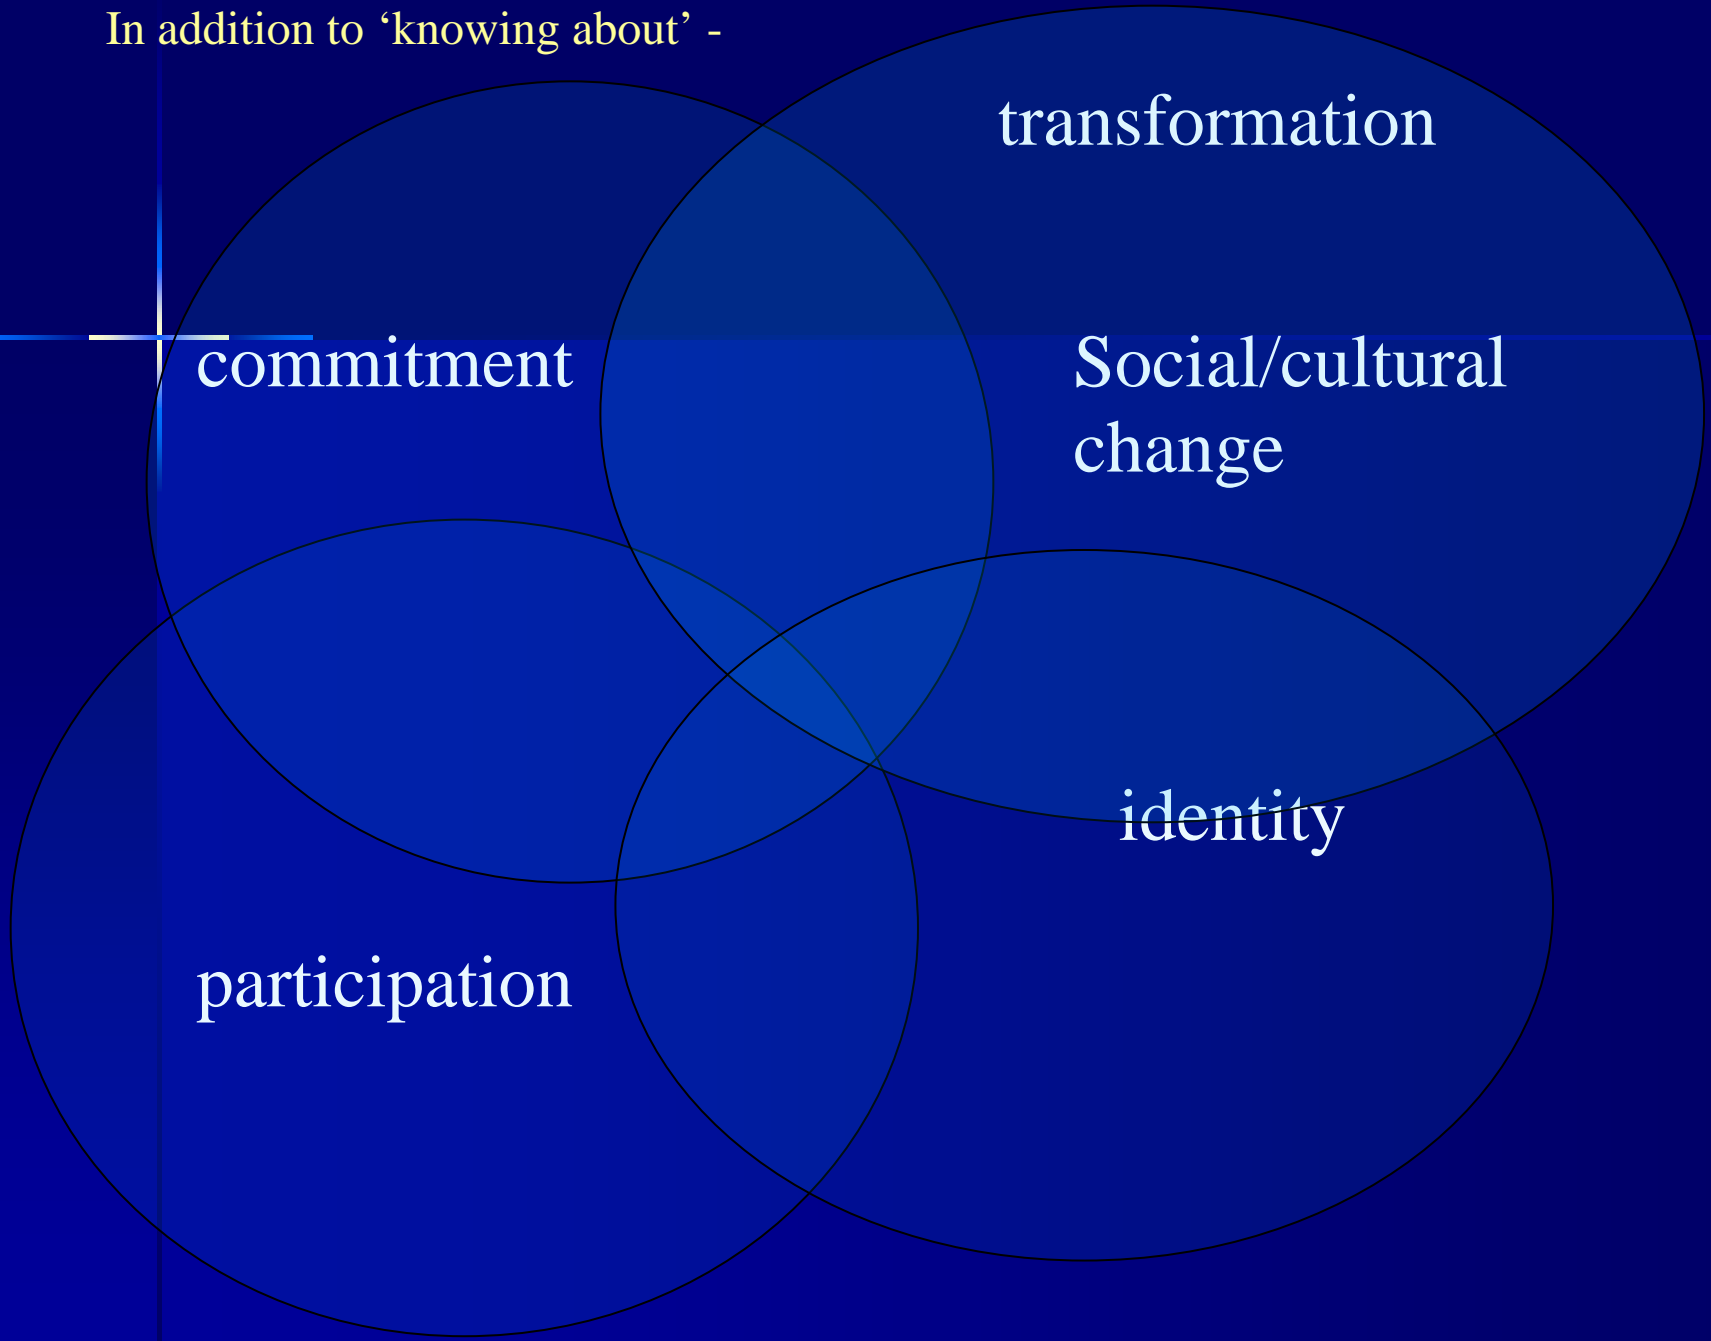 In addition to ‘knowing about’ -
transformation
commitment
Social/cultural
change
identity
participation